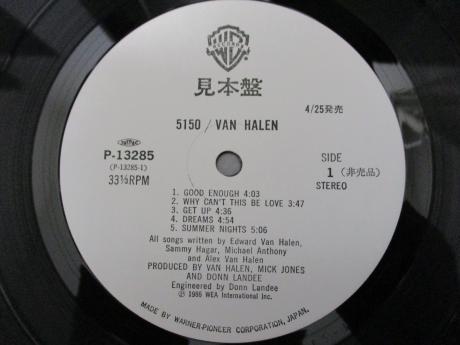 RECORDS
見本盤
4/25発売
5150 / VAN HALEN
P-13285
(P-13285-1)
33⅓RPM
SIDE
1 (非売品)
STEREO
1. GOOD ENOUGH 4:03
2. WHY CAN'T THIS BE LOVE 3:47
3. GET UP 4:36
4. DREAMS 4:54
5. SUMMER NIGHTS 5:06
All songs written by Edward Van Halen,
Sammy Hagar, Michael Anthony
and Alex Van Halen
PRODUCED BY VAN HALEN, MICK JONES
AND DONN LANDEE
Engineered by Donn Landee
Ⓟ 1986 WEA International Inc.
MADE BY WARNER-PIONEER CORPORATION, JAPAN.